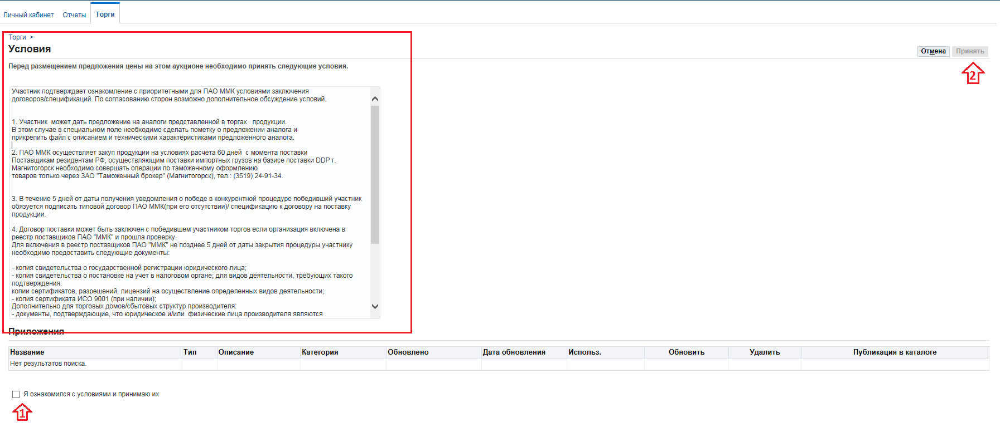 Личный кабинет Отчеты Торги
Торги >
Условия
Отмена Принять
Перед размещением предложения цены на этом аукционе необходимо принять следующие условия.
2
Участник подтверждает ознакомление с приоритетными для ПАО ММК условиями заключения
договоров/спецификаций. По согласованию сторон возможно дополнительное обсуждение условий.
1. Участник может дать предложение на аналоги представленной в торгах продукции.
В этом случае в специальном поле необходимо сделать пометку о предложении аналога и
прикрепить файл с описанием и техническими характеристиками предложенного аналога.
2. ПАО ММК осуществляет закуп продукции на условиях расчета 60 дней с момента поставки
Поставщикам резидентам РФ, осуществляющим поставки импортных грузов на базисе поставки DDP г.
Магнитогорск необходимо совершать операции по таможенному оформлению
товаров только через ЗАО "Таможенный брокер" (Магнитогорск), тел.: (3519) 24-91-34.
3. В течение 5 дней от даты получения уведомления о победе в конкурентной процедуре победивший участник
обязуется подписать типовой договор ПАО ММК(при его отсутствии)/ спецификацию к договору на поставку
продукции.
4. Договор поставки может быть заключен с победившем участником торгов если организация включена в
реестр поставщиков ПАО "ММК" и прошла проверку.
Для включения в реестр поставщиков ПАО "ММК" не позднее 5 дней от даты закрытия процедуры участнику
необходимо предоставить следующие документы:
- копия свидетельства о государственной регистрации юридического лица;
- копия свидетельства о постановке на учет в налоговом органе; для видов деятельности, требующих такого
подтверждения:
копии сертификатов, разрешений, лицензий на осуществление определенных видов деятельности;
- копия сертификата ИСО 9001 (при наличии);
Дополнительно для торговых домов/сбытовых структур производителя:
- документы, подтверждающие, что юридическое и/или физические лица производителя являются
Приложения
Название Тип Описание Категория Обновлено Дата обновления Использ. Обновить Удалить Публикация в каталоге
Нет результатов поиска.
Я ознакомился с условиями и принимаю их
1